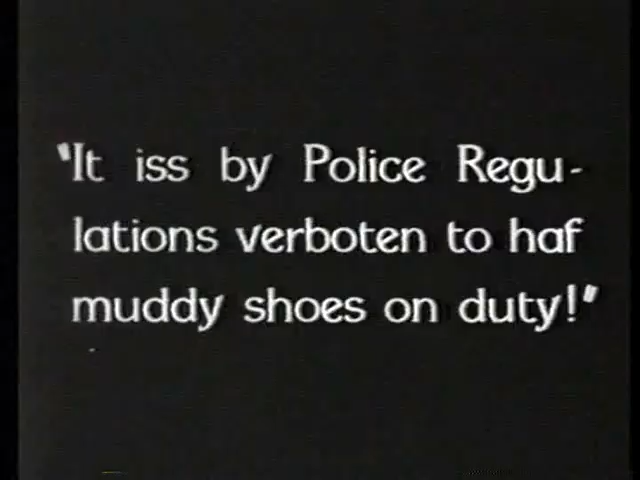 "It iss by Police Regu-
lations verboten to haf
muddy shoes on duty!"